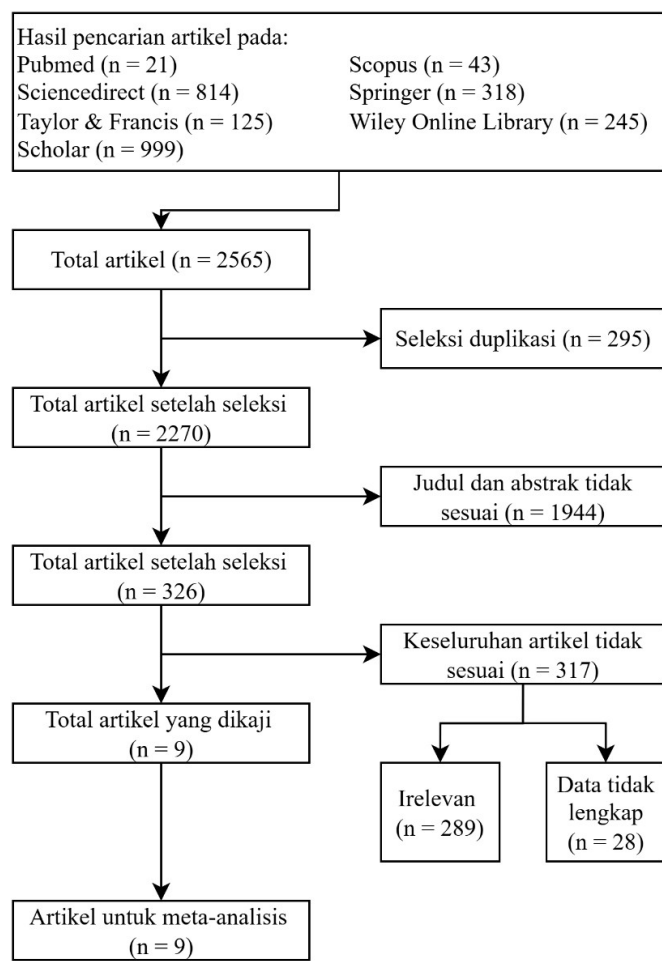 Hasil pencarian artikel pada:
Pubmed (n = 21) Scopus (n = 43)
Sciencedirect (n = 814) Springer (n = 318)
Taylor & Francis (n = 125) Wiley Online Library (n = 245)
Scholar (n = 999)
Total artikel (n = 2565)
Seleksi duplikasi (n = 295)
Total artikel setelah seleksi
(n = 2270)
Judul dan abstrak tidak
sesuai (n = 1944)
Total artikel setelah seleksi
(n = 326)
Keseluruhan artikel tidak
sesuai (n = 317)
Total artikel yang dikaji
(n = 9)
Irelevan
(n = 289)
Data tidak
lengkap
(n = 28)
Artikel untuk meta-analisis
(n = 9)